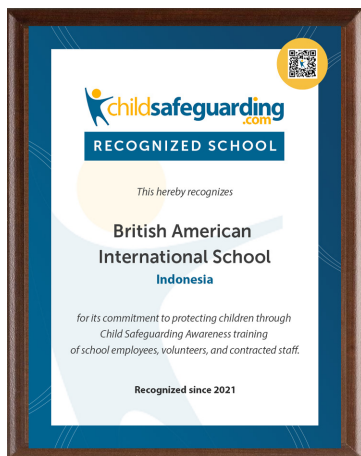 childsafeguarding
.com
RECOGNIZED SCHOOL
This hereby recognizes
British American
International School
Indonesia
for its commitment to protecting children through
Child Safeguarding Awareness training
of school employees, volunteers, and contracted staff.
Recognized since 2021